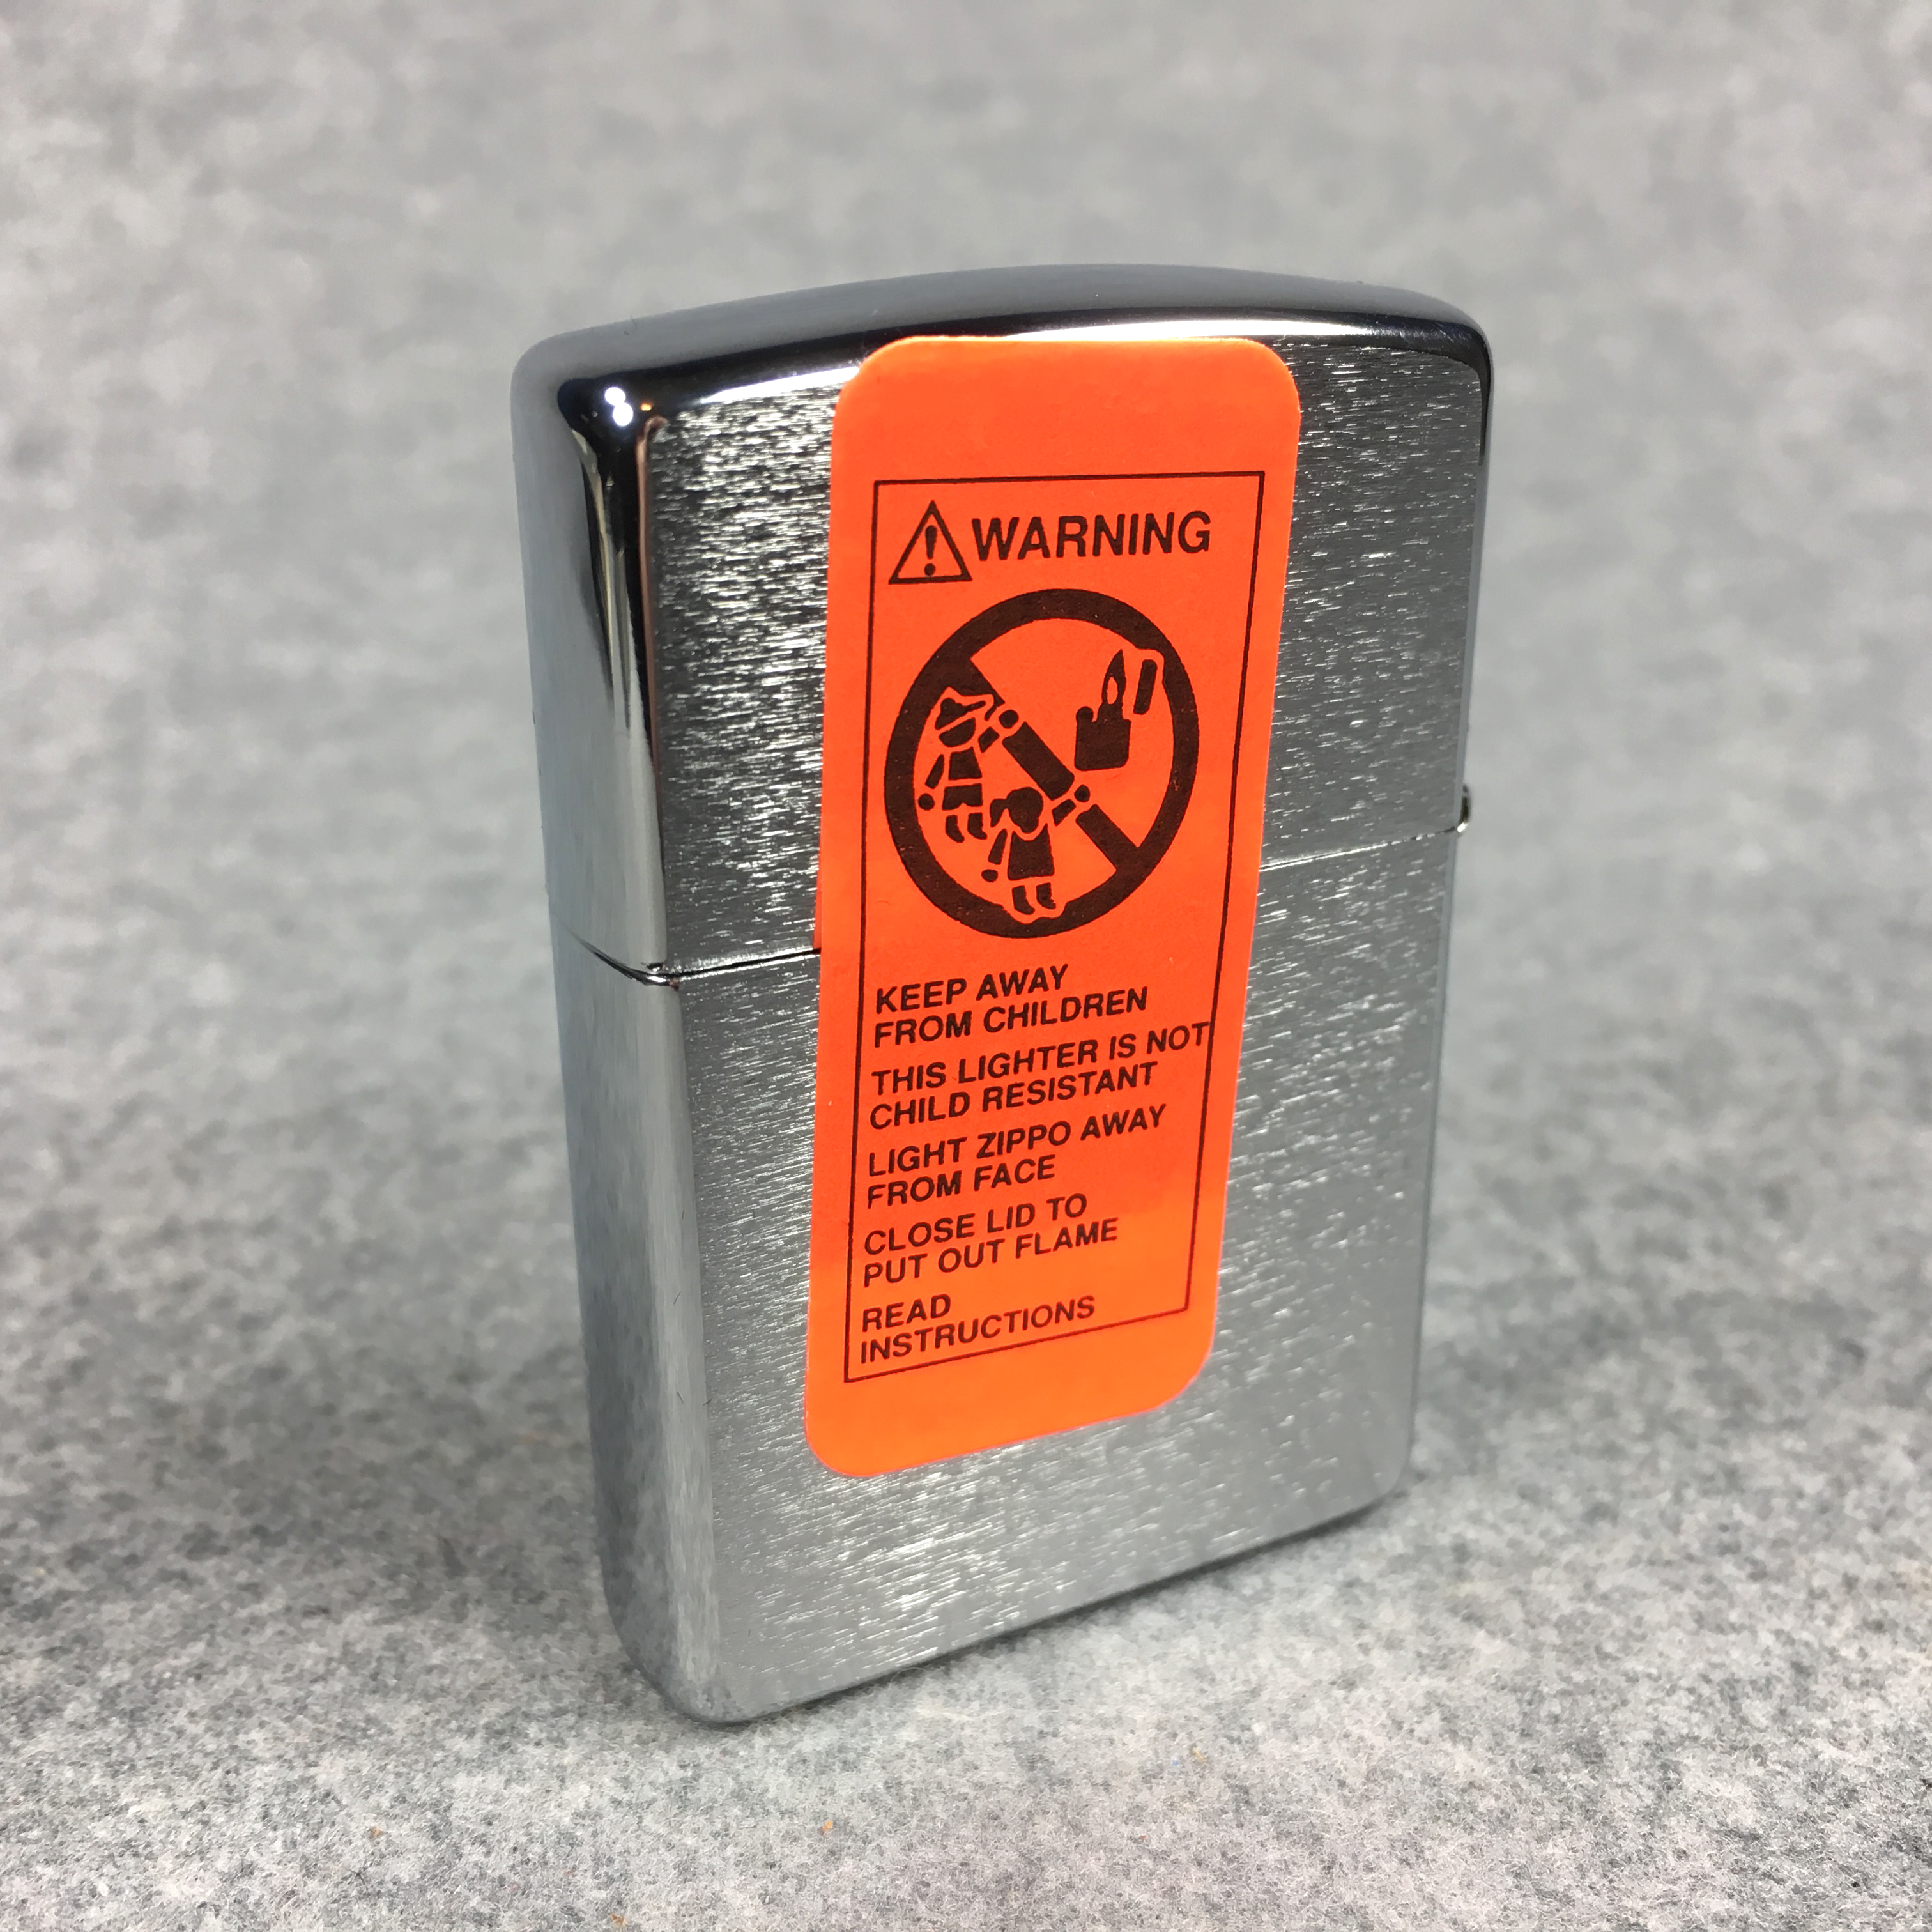 WARNING
KEEP AWAY
FROM CHILDREN
THIS LIGHTER IS NOT
CHILD RESISTANT
LIGHT ZIPPO AWAY
FROM FACE
CLOSE LID TO
PUT OUT FLAME
READ
INSTRUCTIONS